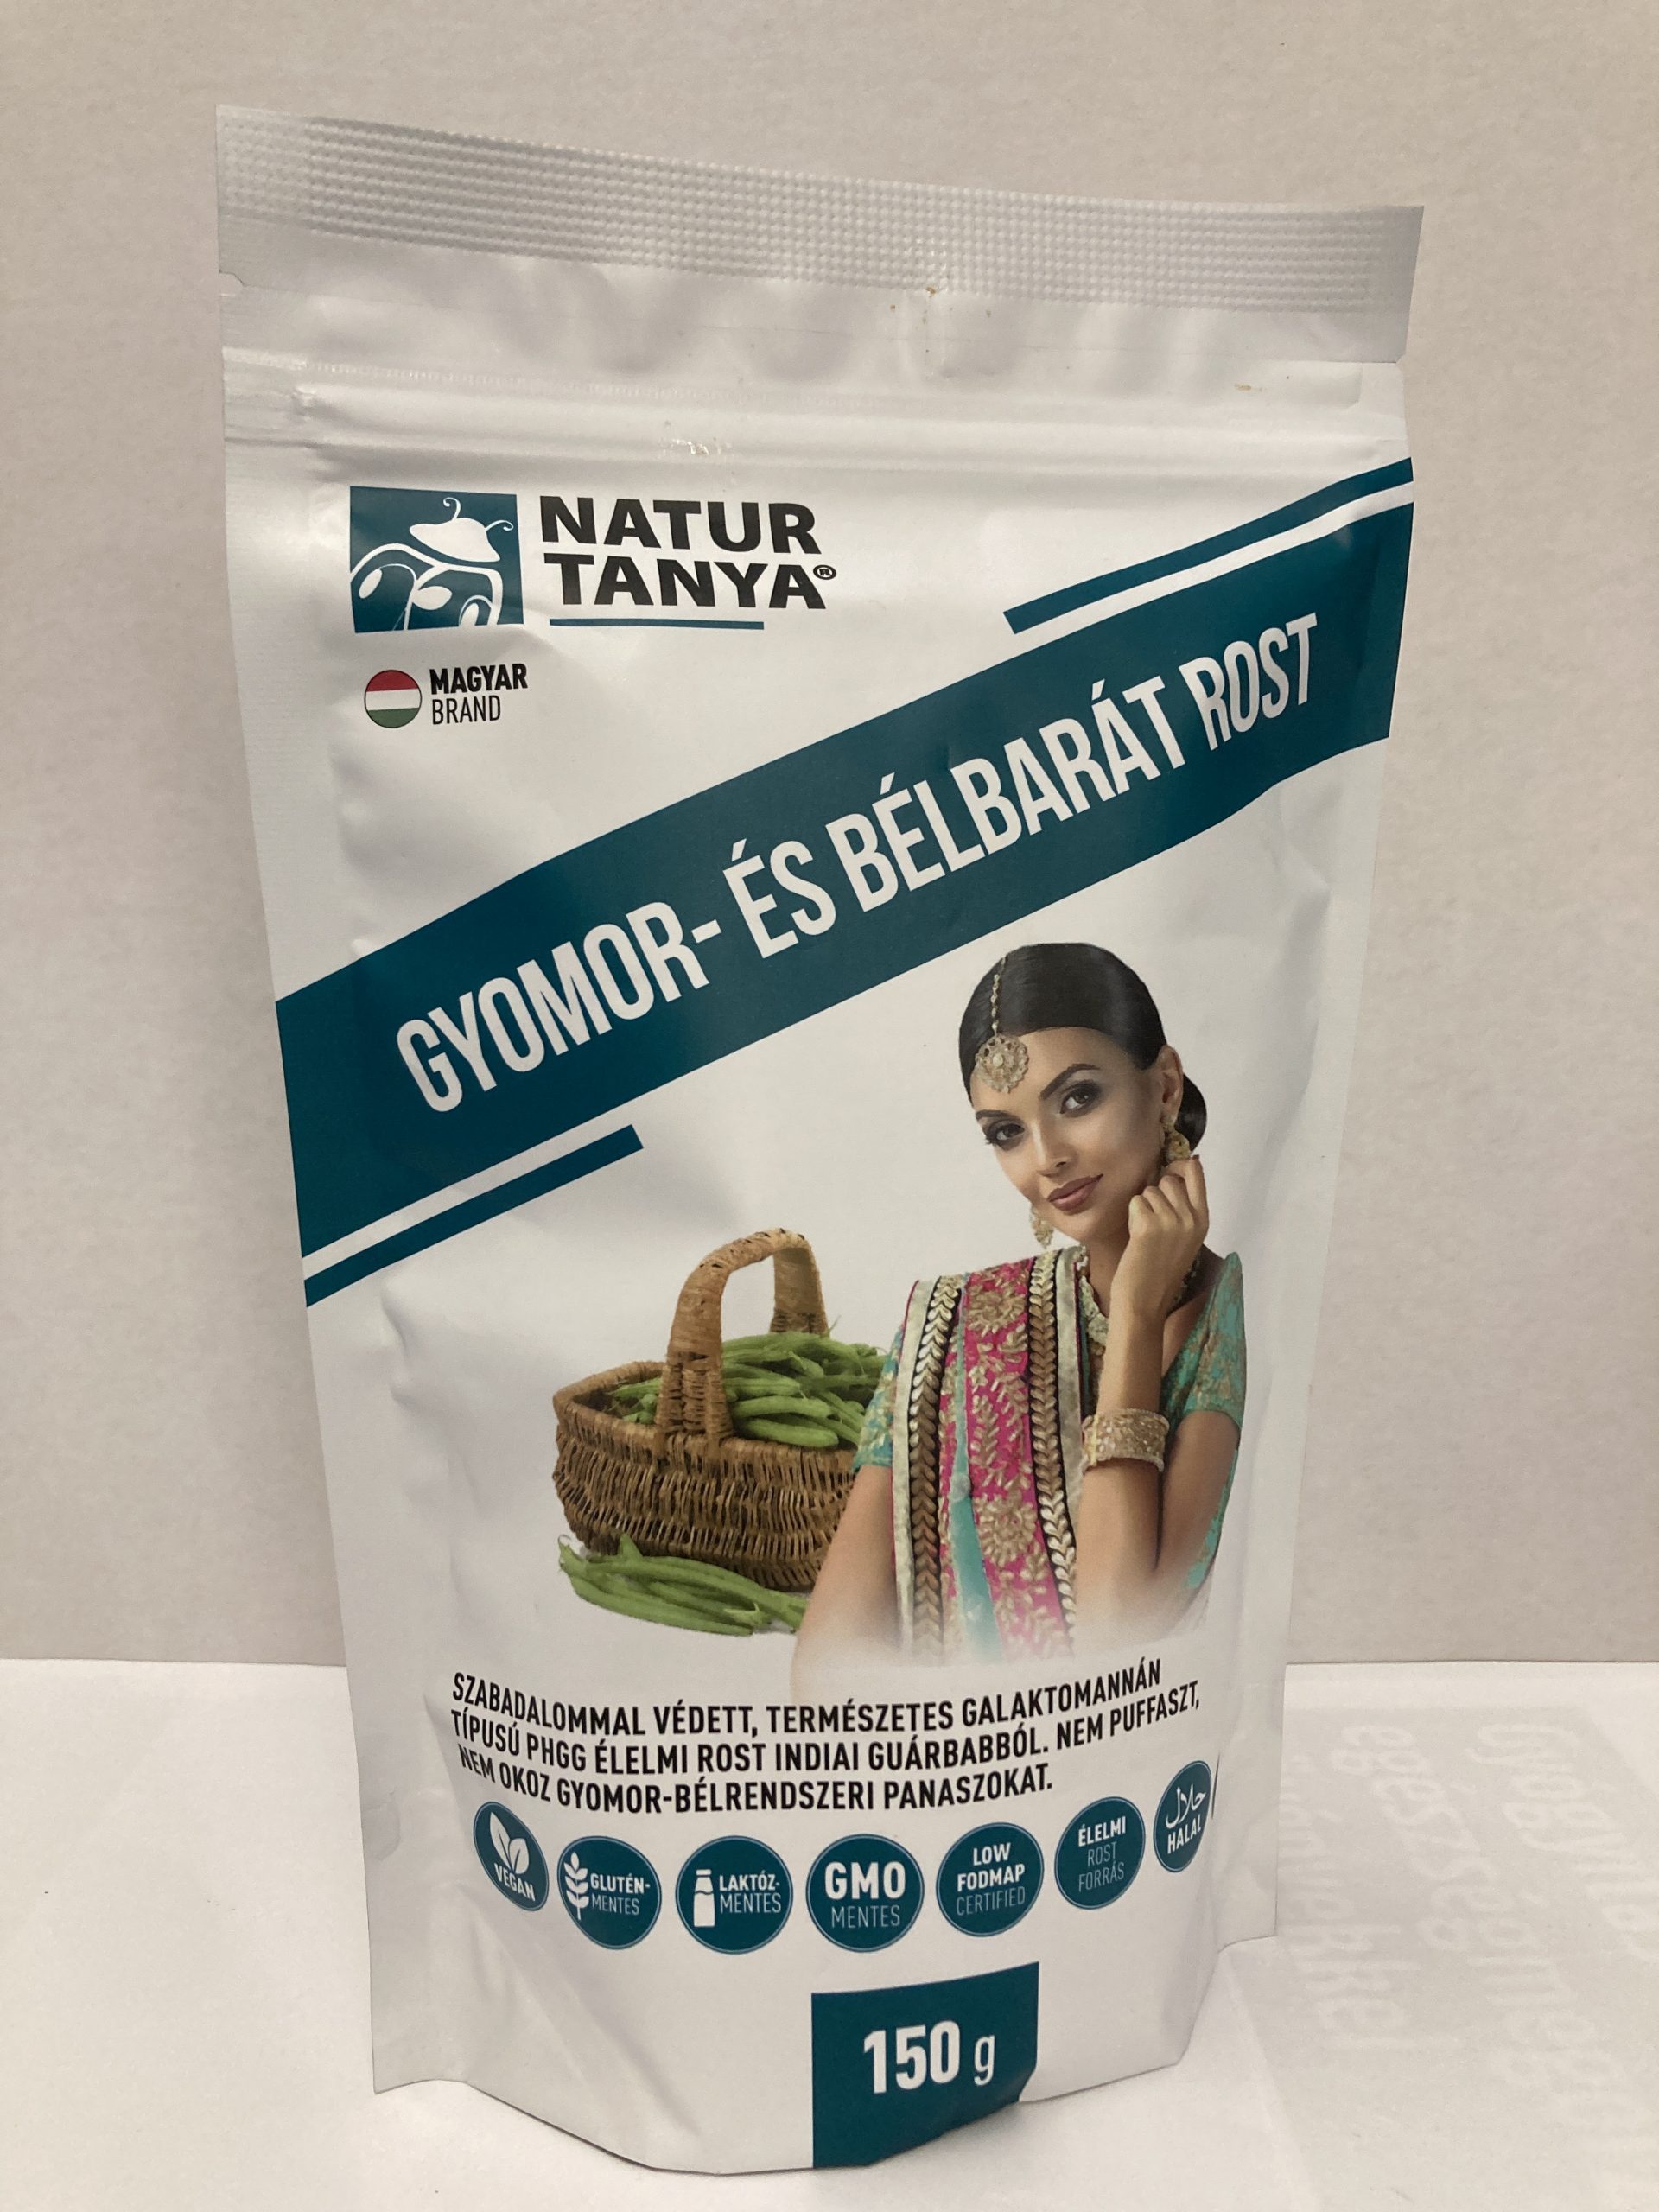 NATUR
TANYA®
MAGYAR
BRAND
GYOMOR- ÉS BÉLBARÁT ROST
SZABADALOMMAL VÉDETT, TERMÉSZETES GALAKTOMANNÁN
TÍPUSÚ PHGG ÉLELMI ROST INDIAI GUÁRBABBÓL. NEM PUFFASZT,
NEM OKOZ GYOMOR-BÉLRENDSZERI PANASZOKAT.
VEGAN
GLUTÉN-
MENTES
LAKTÓZ-
MENTES
GMO
MENTES
LOW
FODMAP
CERTIFIED
ÉLELMI
ROST
FORRÁS
حلال
HALAL
150 g